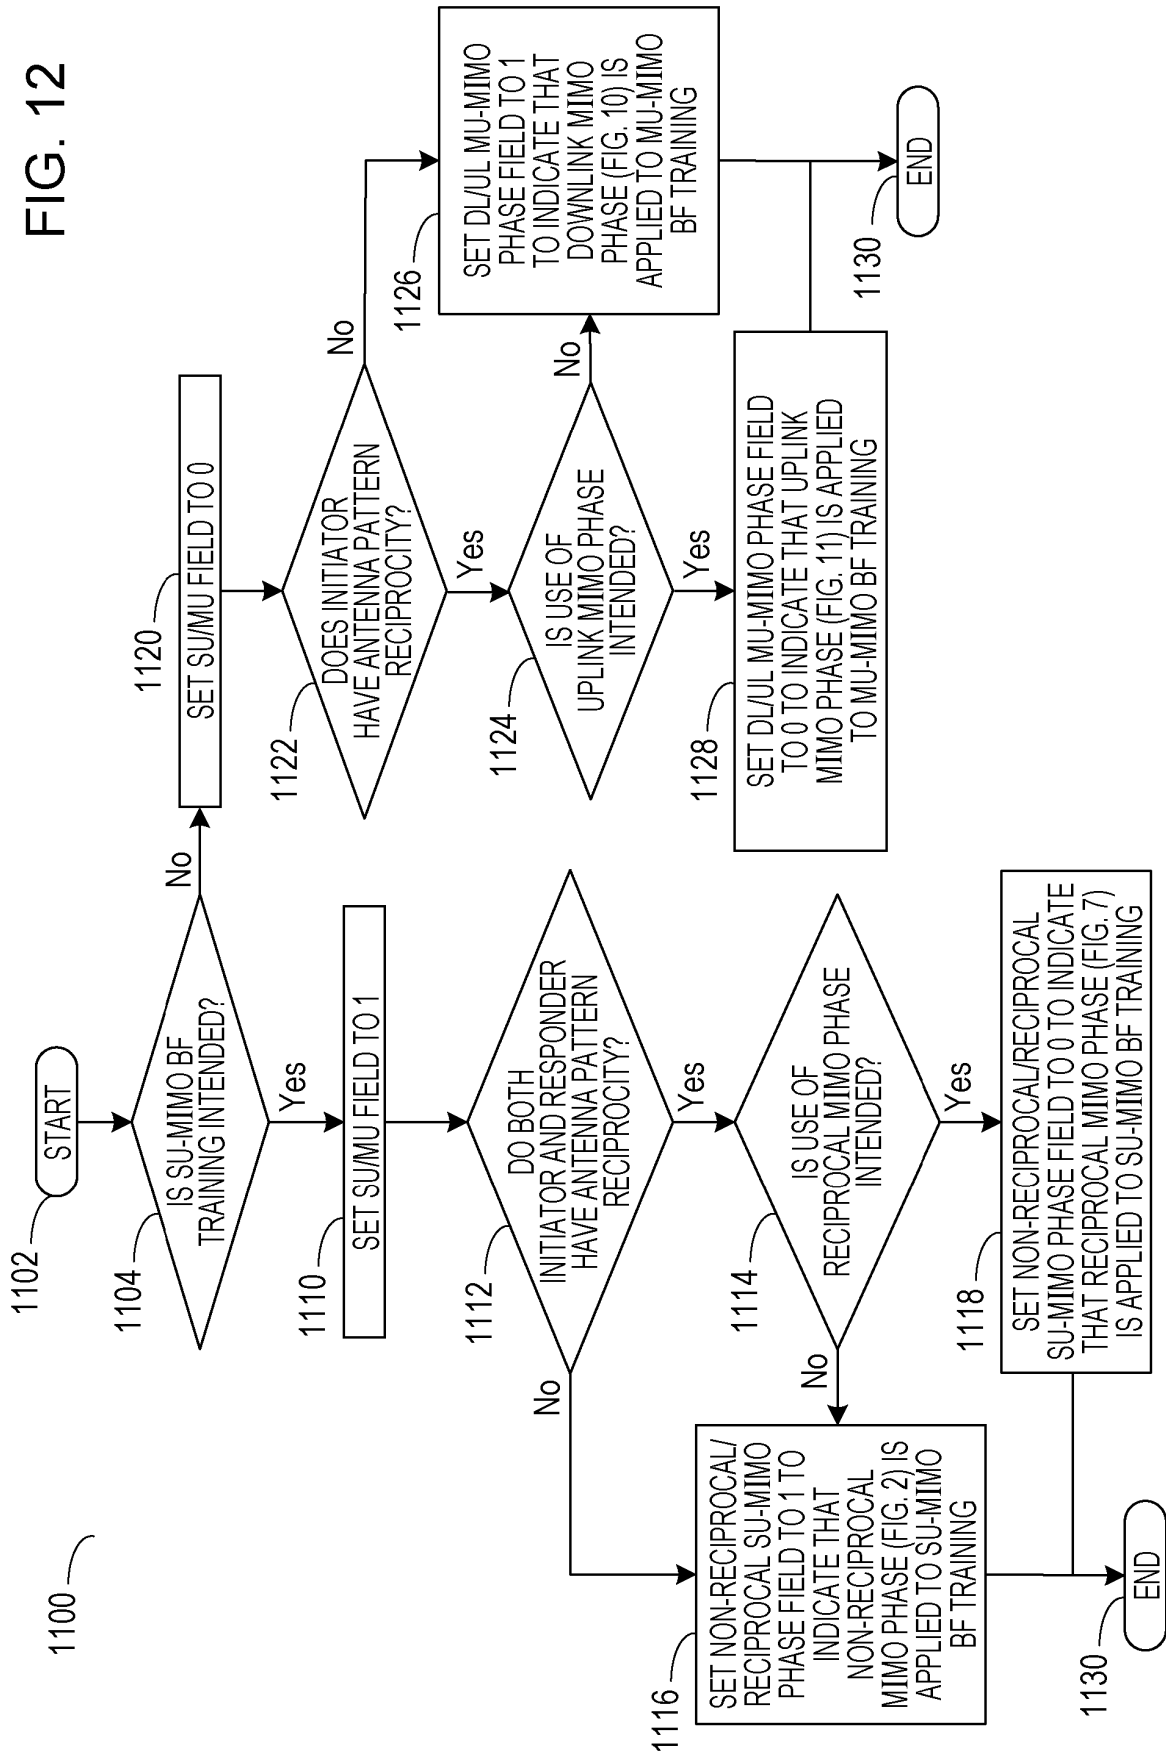 FIG. 12
1100
1102
START
1104
IS SU-MIMO BF
TRAINING INTENDED?
No
Yes
1110
SET SU/MU FIELD TO 1
1112
DO BOTH
INITIATOR AND RESPONDER
HAVE ANTENNA PATTERN
RECIPROCITY?
No
Yes
1114
IS USE OF
RECIPROCAL MIMO PHASE
INTENDED?
No
Yes
1116
SET NON-RECIPROCAL/
RECIPROCAL SU-MIMO
PHASE FIELD TO 1 TO
INDICATE THAT
NON-RECIPROCAL
MIMO PHASE (FIG. 2) IS
APPLIED TO SU-MIMO
BF TRAINING
1118
SET NON-RECIPROCAL/RECIPROCAL
SU-MIMO PHASE FIELD TO 0 TO INDICATE
THAT RECIPROCAL MIMO PHASE (FIG. 7)
IS APPLIED TO SU-MIMO BF TRAINING
1130
END
1120
SET SU/MU FIELD TO 0
1122
DOES INITIATOR
HAVE ANTENNA PATTERN
RECIPROCITY?
No
Yes
1124
IS USE OF
UPLINK MIMO PHASE
INTENDED?
No
Yes
1126
SET DL/UL MU-MIMO
PHASE FIELD TO 1
TO INDICATE THAT
DOWNLINK MIMO
PHASE (FIG. 10) IS
APPLIED TO MU-MIMO
BF TRAINING
1128
SET DL/UL MU-MIMO PHASE FIELD
TO 0 TO INDICATE THAT UPLINK
MIMO PHASE (FIG. 11) IS APPLIED
TO MU-MIMO BF TRAINING
1130
END